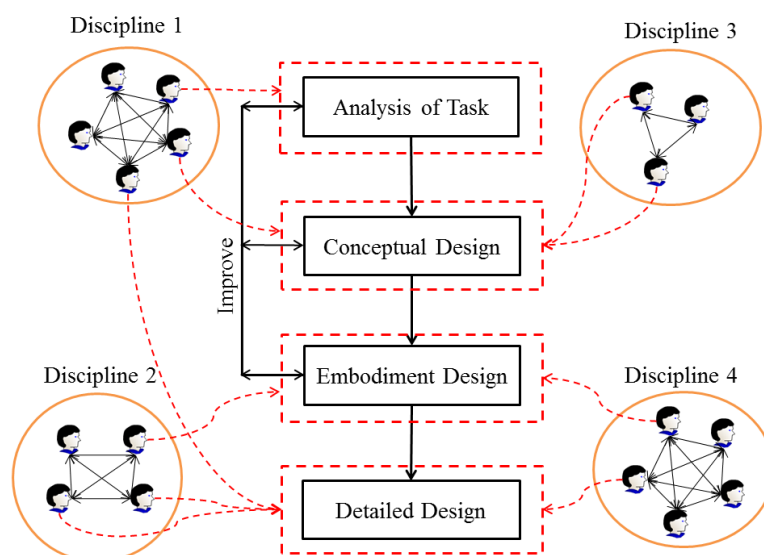 Discipline 1
Discipline 3
Analysis of Task
Conceptual Design
Improve
Embodiment Design
Discipline 2
Discipline 4
Detailed Design